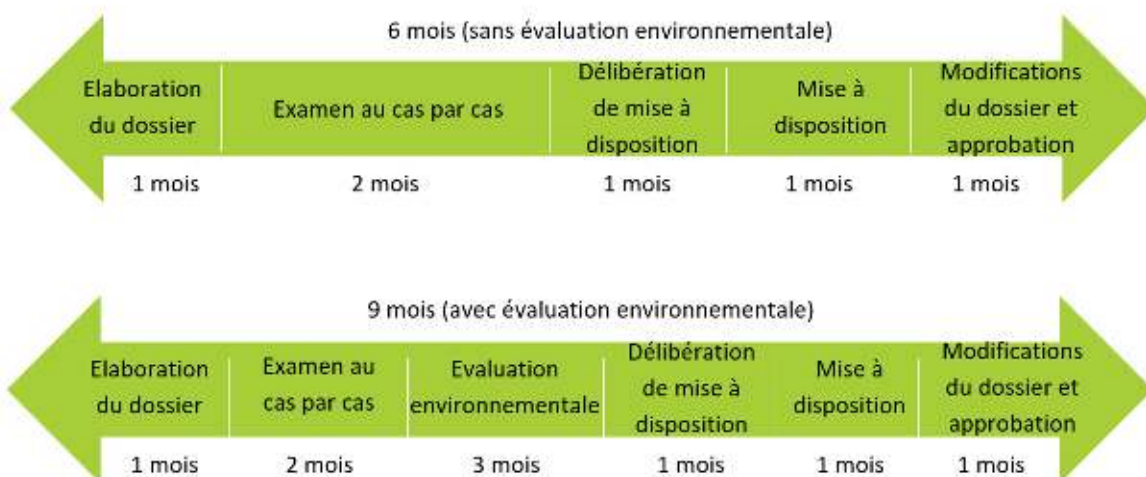 6 mois (sans évaluation environnementale)
Elaboration
du dossier
Examen au cas par cas
Délibération
de mise à
disposition
Mise à
disposition
Modifications
du dossier et
approbation
1 mois
2 mois
1 mois
1 mois
1 mois
9 mois (avec évaluation environnementale)
Elaboration
du dossier
Examen au
cas par cas
Evaluation
environnementale
Délibération
de mise à
disposition
Mise à
disposition
Modifications
du dossier et
approbation
1 mois
2 mois
3 mois
1 mois
1 mois
1 mois